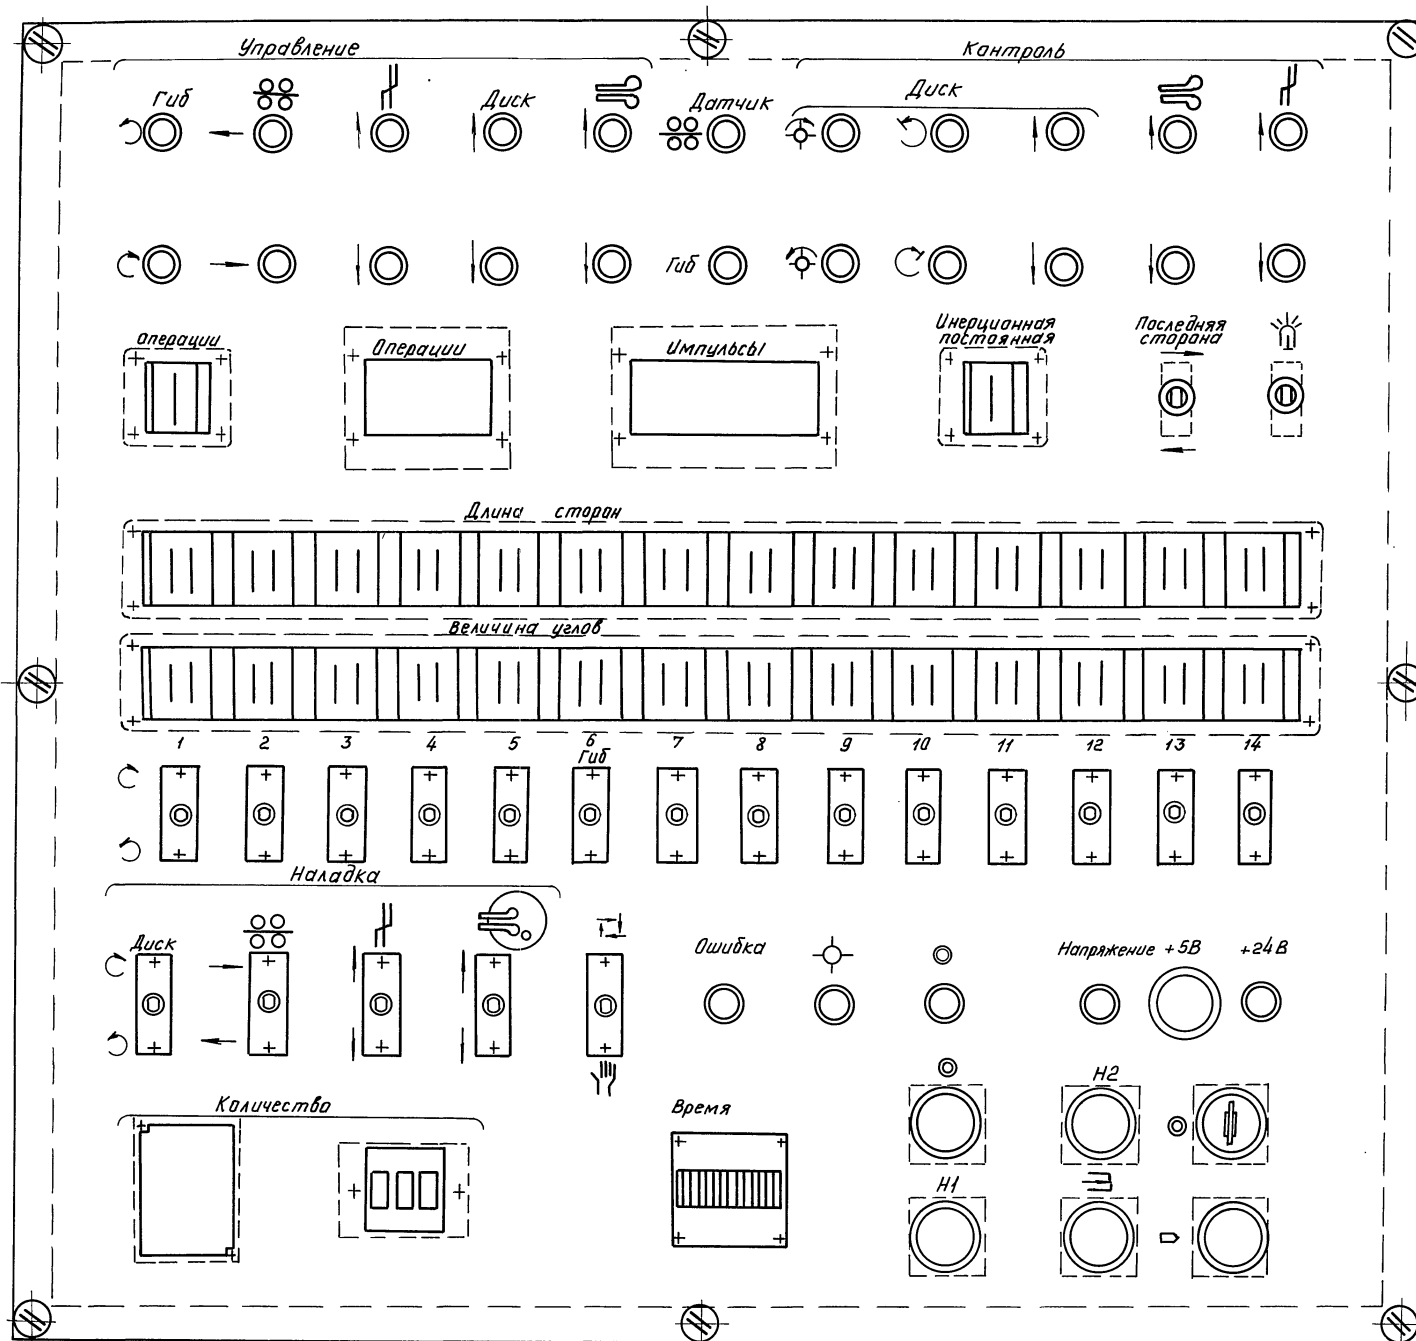 Управление
Контроль
Гиб
Диск
Датчик
Диск
Гиб
Операции
Операции
Импульсы
Инерционная
постоянная
Последняя
сторона
Длина сторон
Величина углов
1 2 3 4 5 6 7 8 9 10 11 12 13 14
Гиб
Наладка
Диск
Ошибка
Напряжение +5В +24В
Количество
Время
Н2
Н1